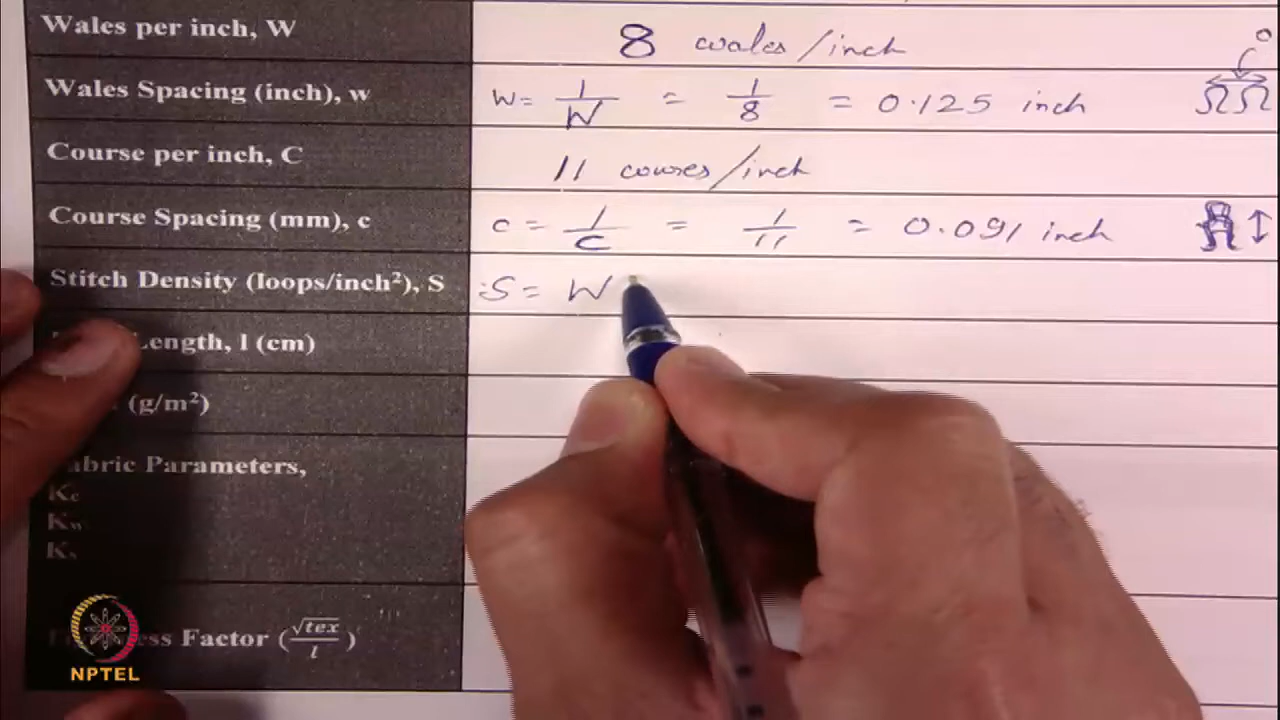 Wales per inch, W 8 wales/inch
Wales Spacing (inch), w w = 1/W = 1/8 = 0.125 inch
Course per inch, C 11 courses/inch
Course Spacing (mm), c c = 1/C = 1/11 = 0.091 inch
Stitch Density (loops/inch²), S S = W
Length, l (cm)
(g/m²)
abric Parameters,
K
K
K
ess Factor (√tex/l)
NPTEL